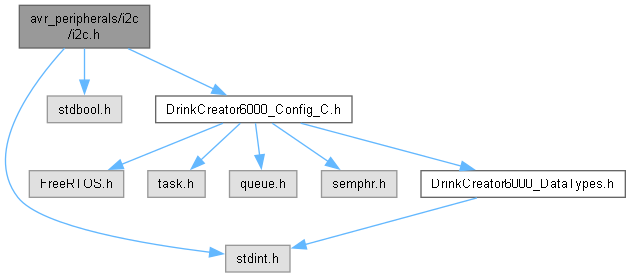 avr_peripherals/i2c
/i2c.h
stdbool.h
DrinkCreator6000_Config_C.h
FreeRTOS.h
task.h
queue.h
semphr.h
DrinkCreator6000_DataTypes.h
stdint.h